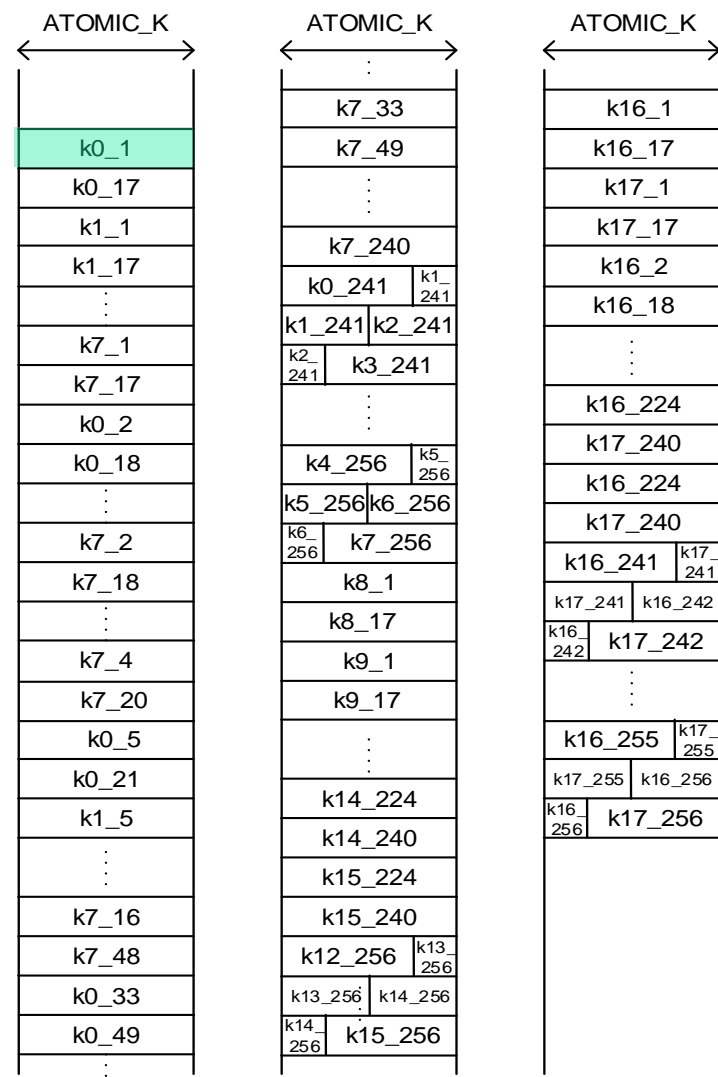 ATOMIC_K
k0_1
k0_17
k1_1
k1_17
k7_1
k7_17
k0_2
k0_18
k7_2
k7_18
k7_4
k7_20
k0_5
k0_21
k1_5
k7_16
k7_48
k0_33
k0_49
ATOMIC_K
k7_33
k7_49
k7_240
k0_241 k1_241
k1_241 k2_241
k2_241 k3_241
k4_256 k5_256
k5_256 k6_256
k6_256 k7_256
k8_1
k8_17
k9_1
k9_17
k14_224
k14_240
k15_224
k15_240
k12_256 k13_256
k13_256 k14_256
k14_256 k15_256
ATOMIC_K
k16_1
k16_17
k17_1
k17_17
k16_2
k16_18
k16_224
k17_240
k16_224
k17_240
k16_241 k17_241
k17_241 k16_242
k16_242 k17_242
k16_255 k17_255
k17_255 k16_256
k16_256 k17_256